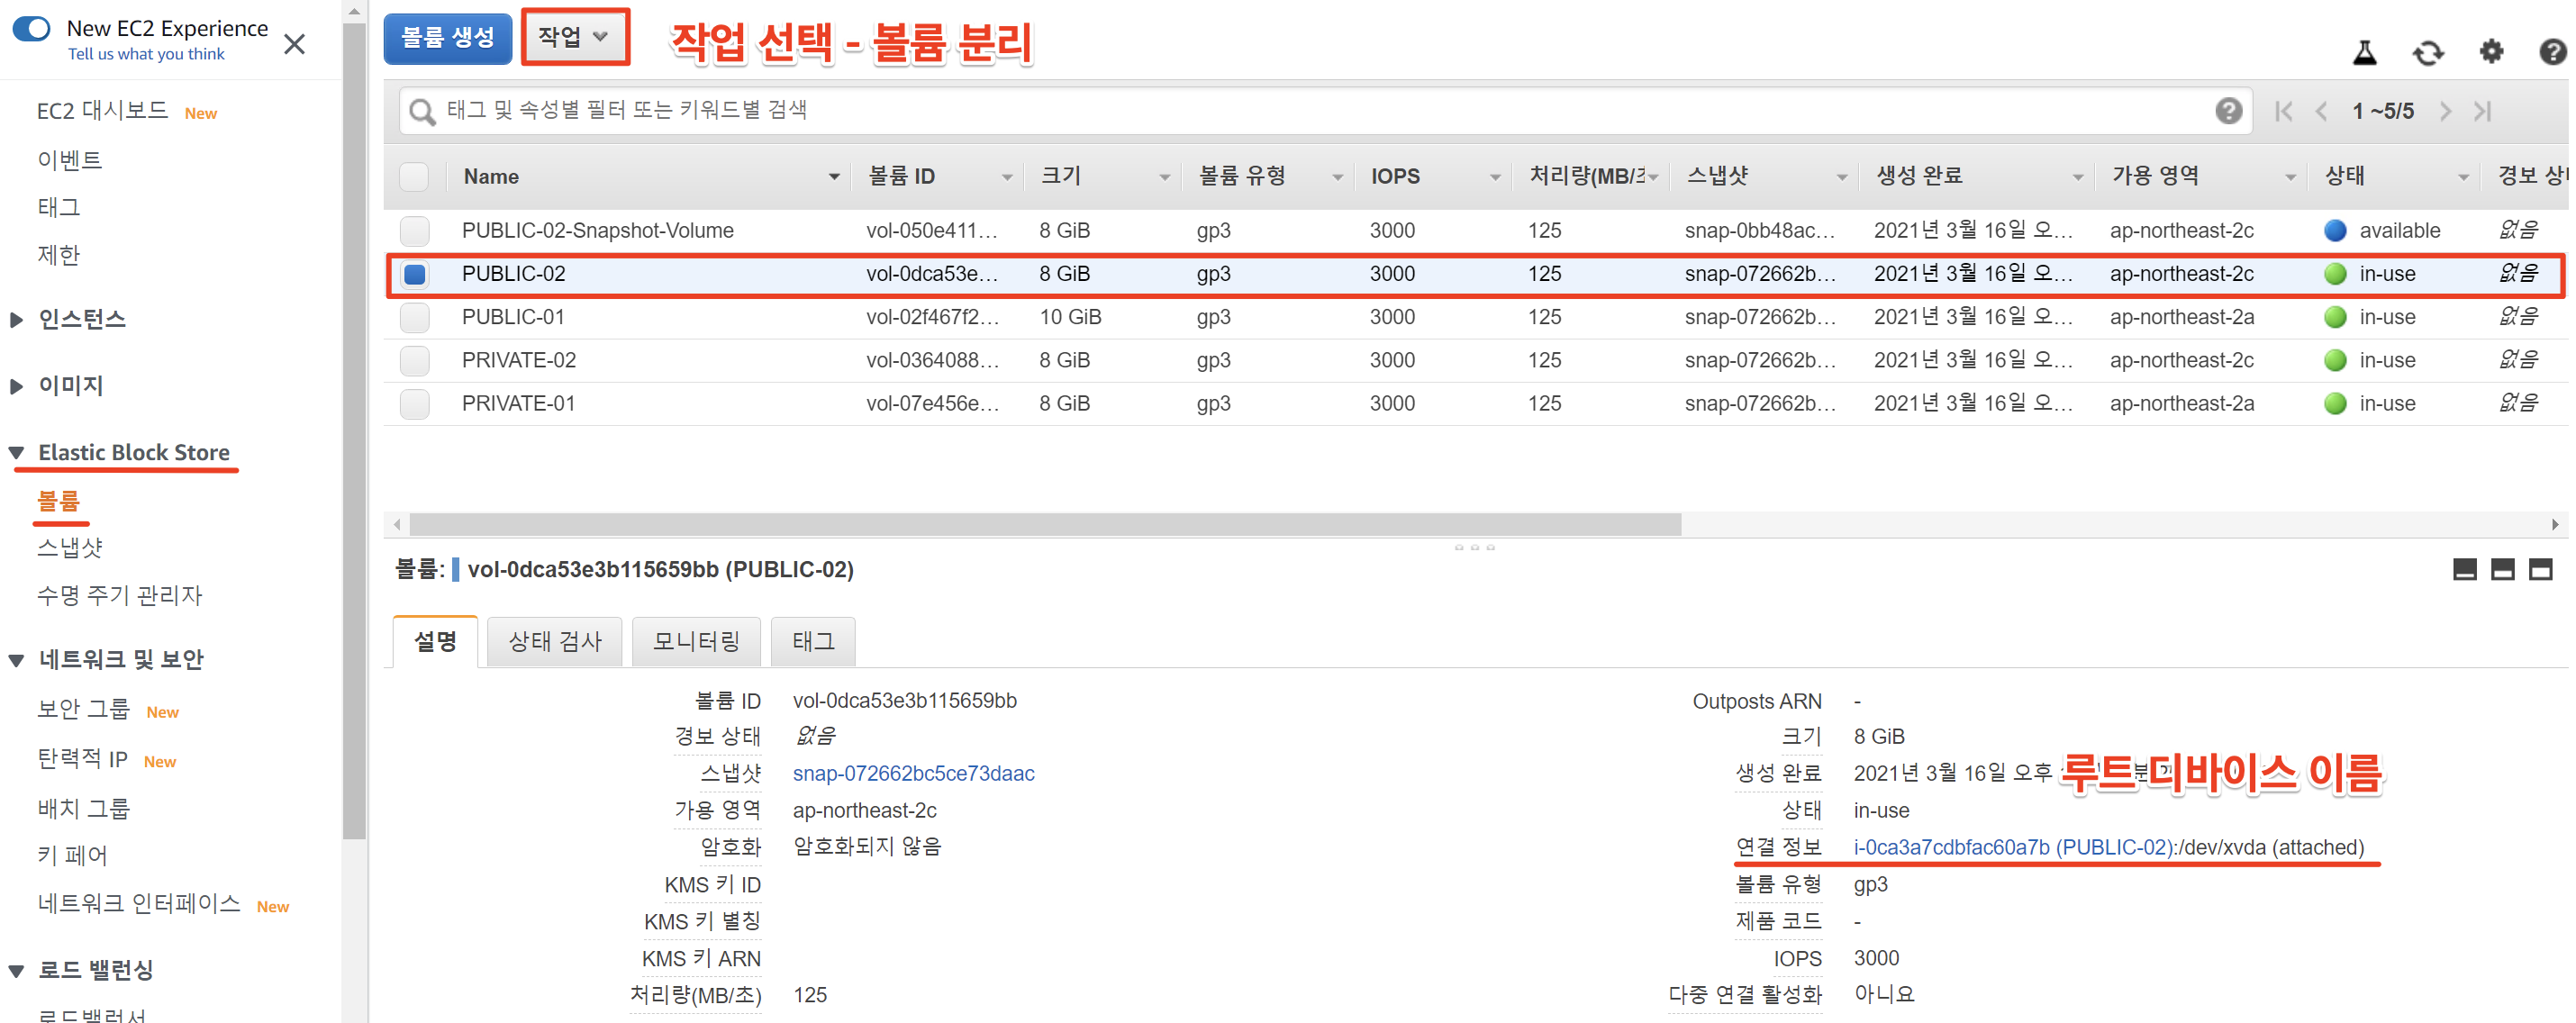 New EC2 Experience
Tell us what you think
EC2 대시보드 New
이벤트
태그
제한
인스턴스
이미지
Elastic Block Store
볼륨
스냅샷
수명 주기 관리자
네트워크 및 보안
보안 그룹 New
탄력적 IP New
배치 그룹
키 페어
네트워크 인터페이스 New
로드 밸런싱
로드밸런서
볼륨 생성 작업 작업 선택 - 볼륨 분리
태그 및 속성별 필터 또는 키워드별 검색 1 ~5/5
Name 볼륨 ID 크기 볼륨 유형 IOPS 처리량(MB/초 스냅샷 생성 완료 가용 영역 상태 경보 상태
PUBLIC-02-Snapshot-Volume vol-050e411... 8 GiB gp3 3000 125 snap-0bb48ac... 2021년 3월 16일 오... ap-northeast-2c available 없음
PUBLIC-02 vol-0dca53e... 8 GiB gp3 3000 125 snap-072662b... 2021년 3월 16일 오... ap-northeast-2c in-use 없음
PUBLIC-01 vol-02f467f2... 10 GiB gp3 3000 125 snap-072662b... 2021년 3월 16일 오... ap-northeast-2a in-use 없음
PRIVATE-02 vol-0364088... 8 GiB gp3 3000 125 snap-072662b... 2021년 3월 16일 오... ap-northeast-2c in-use 없음
PRIVATE-01 vol-07e456e... 8 GiB gp3 3000 125 snap-072662b... 2021년 3월 16일 오... ap-northeast-2a in-use 없음
볼륨: vol-0dca53e3b115659bb (PUBLIC-02)
설명 상태 검사 모니터링 태그
볼륨 ID vol-0dca53e3b115659bb
경보 상태 없음
스냅샷 snap-072662bc5ce73daac
가용 영역 ap-northeast-2c
암호화 암호화되지 않음
KMS 키 ID
KMS 키 별칭
KMS 키 ARN
처리량(MB/초) 125
Outposts ARN -
크기 8 GiB
생성 완료 2021년 3월 16일 오후
루트 디바이스 이름
상태 in-use
연결 정보 i-0ca3a7cdbfac60a7b (PUBLIC-02):/dev/xvda (attached)
볼륨 유형 gp3
제품 코드 -
IOPS 3000
다중 연결 활성화 아니요